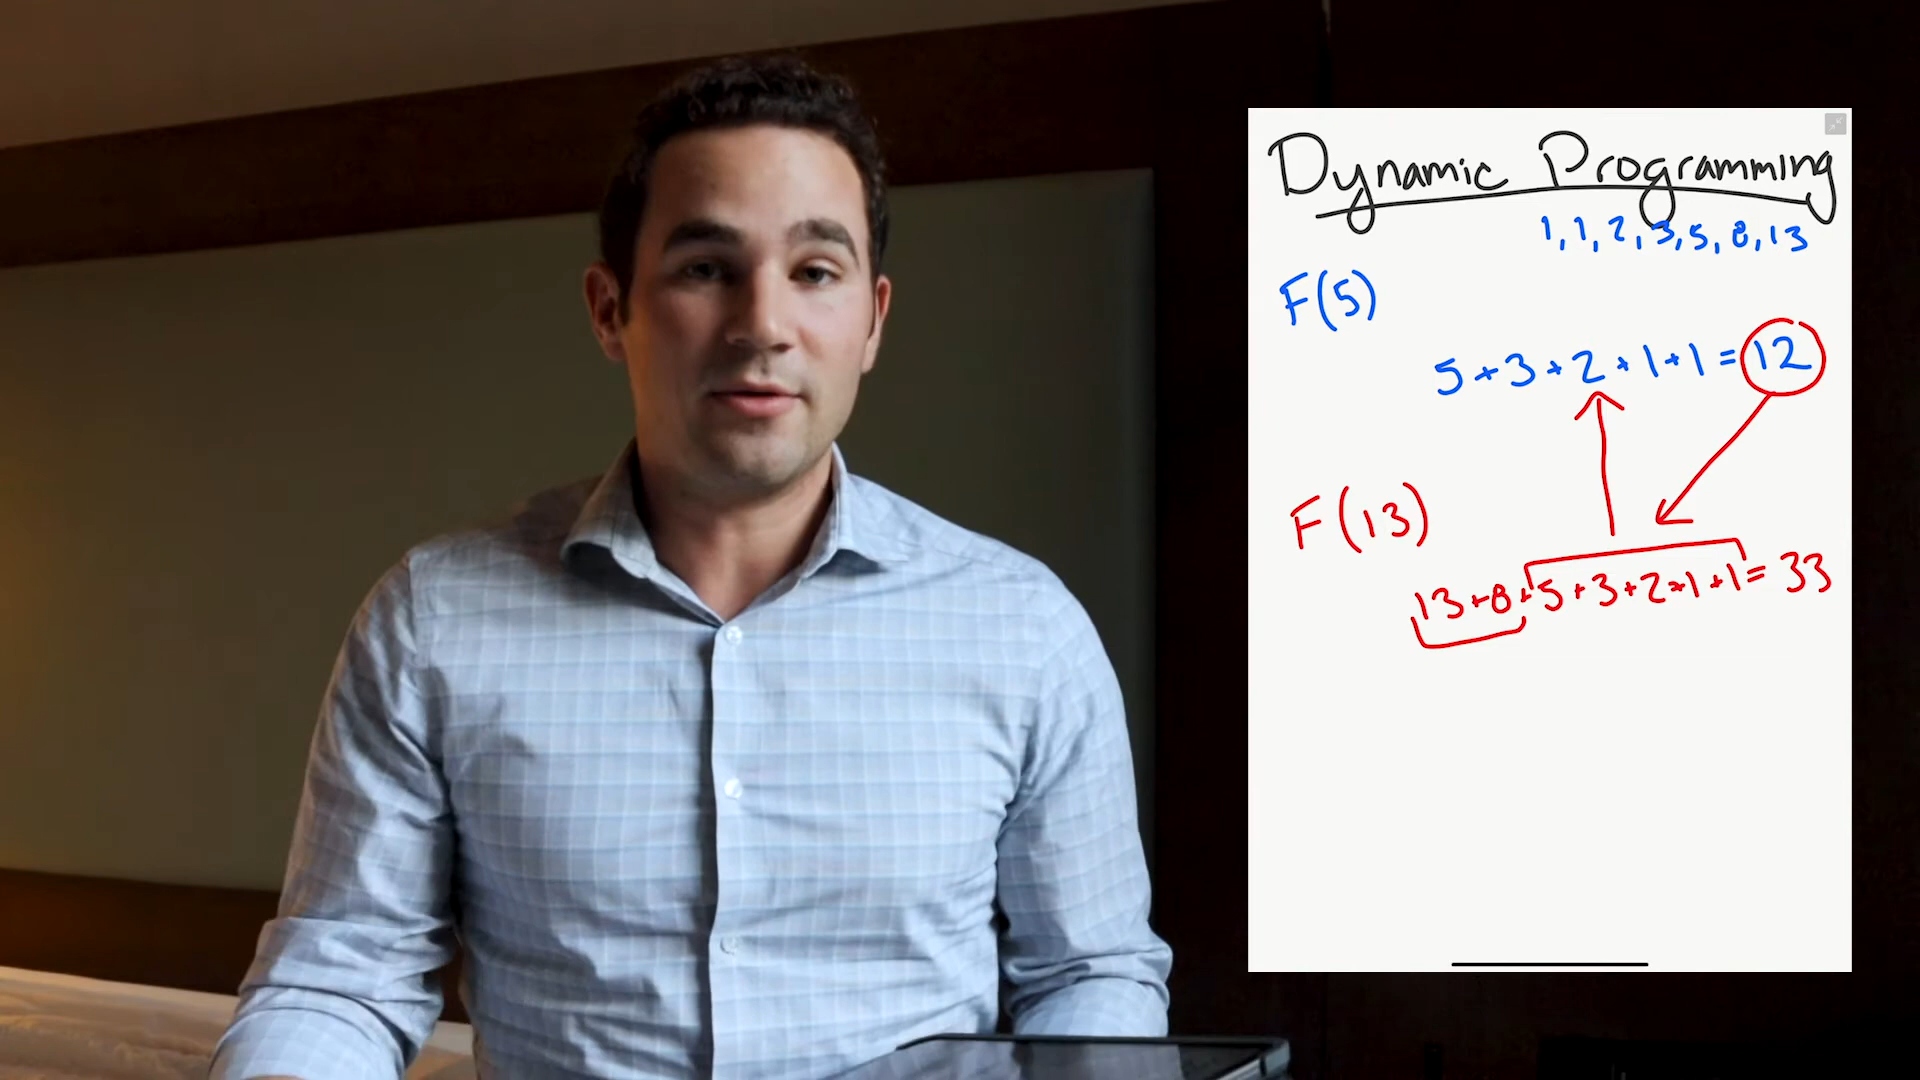 Dynamic Programming
1, 1, 2, 3, 5, 8, 13
F(5)
5+3+2+1+1=12
F(13)
13+8+5+3+2+1+1=33